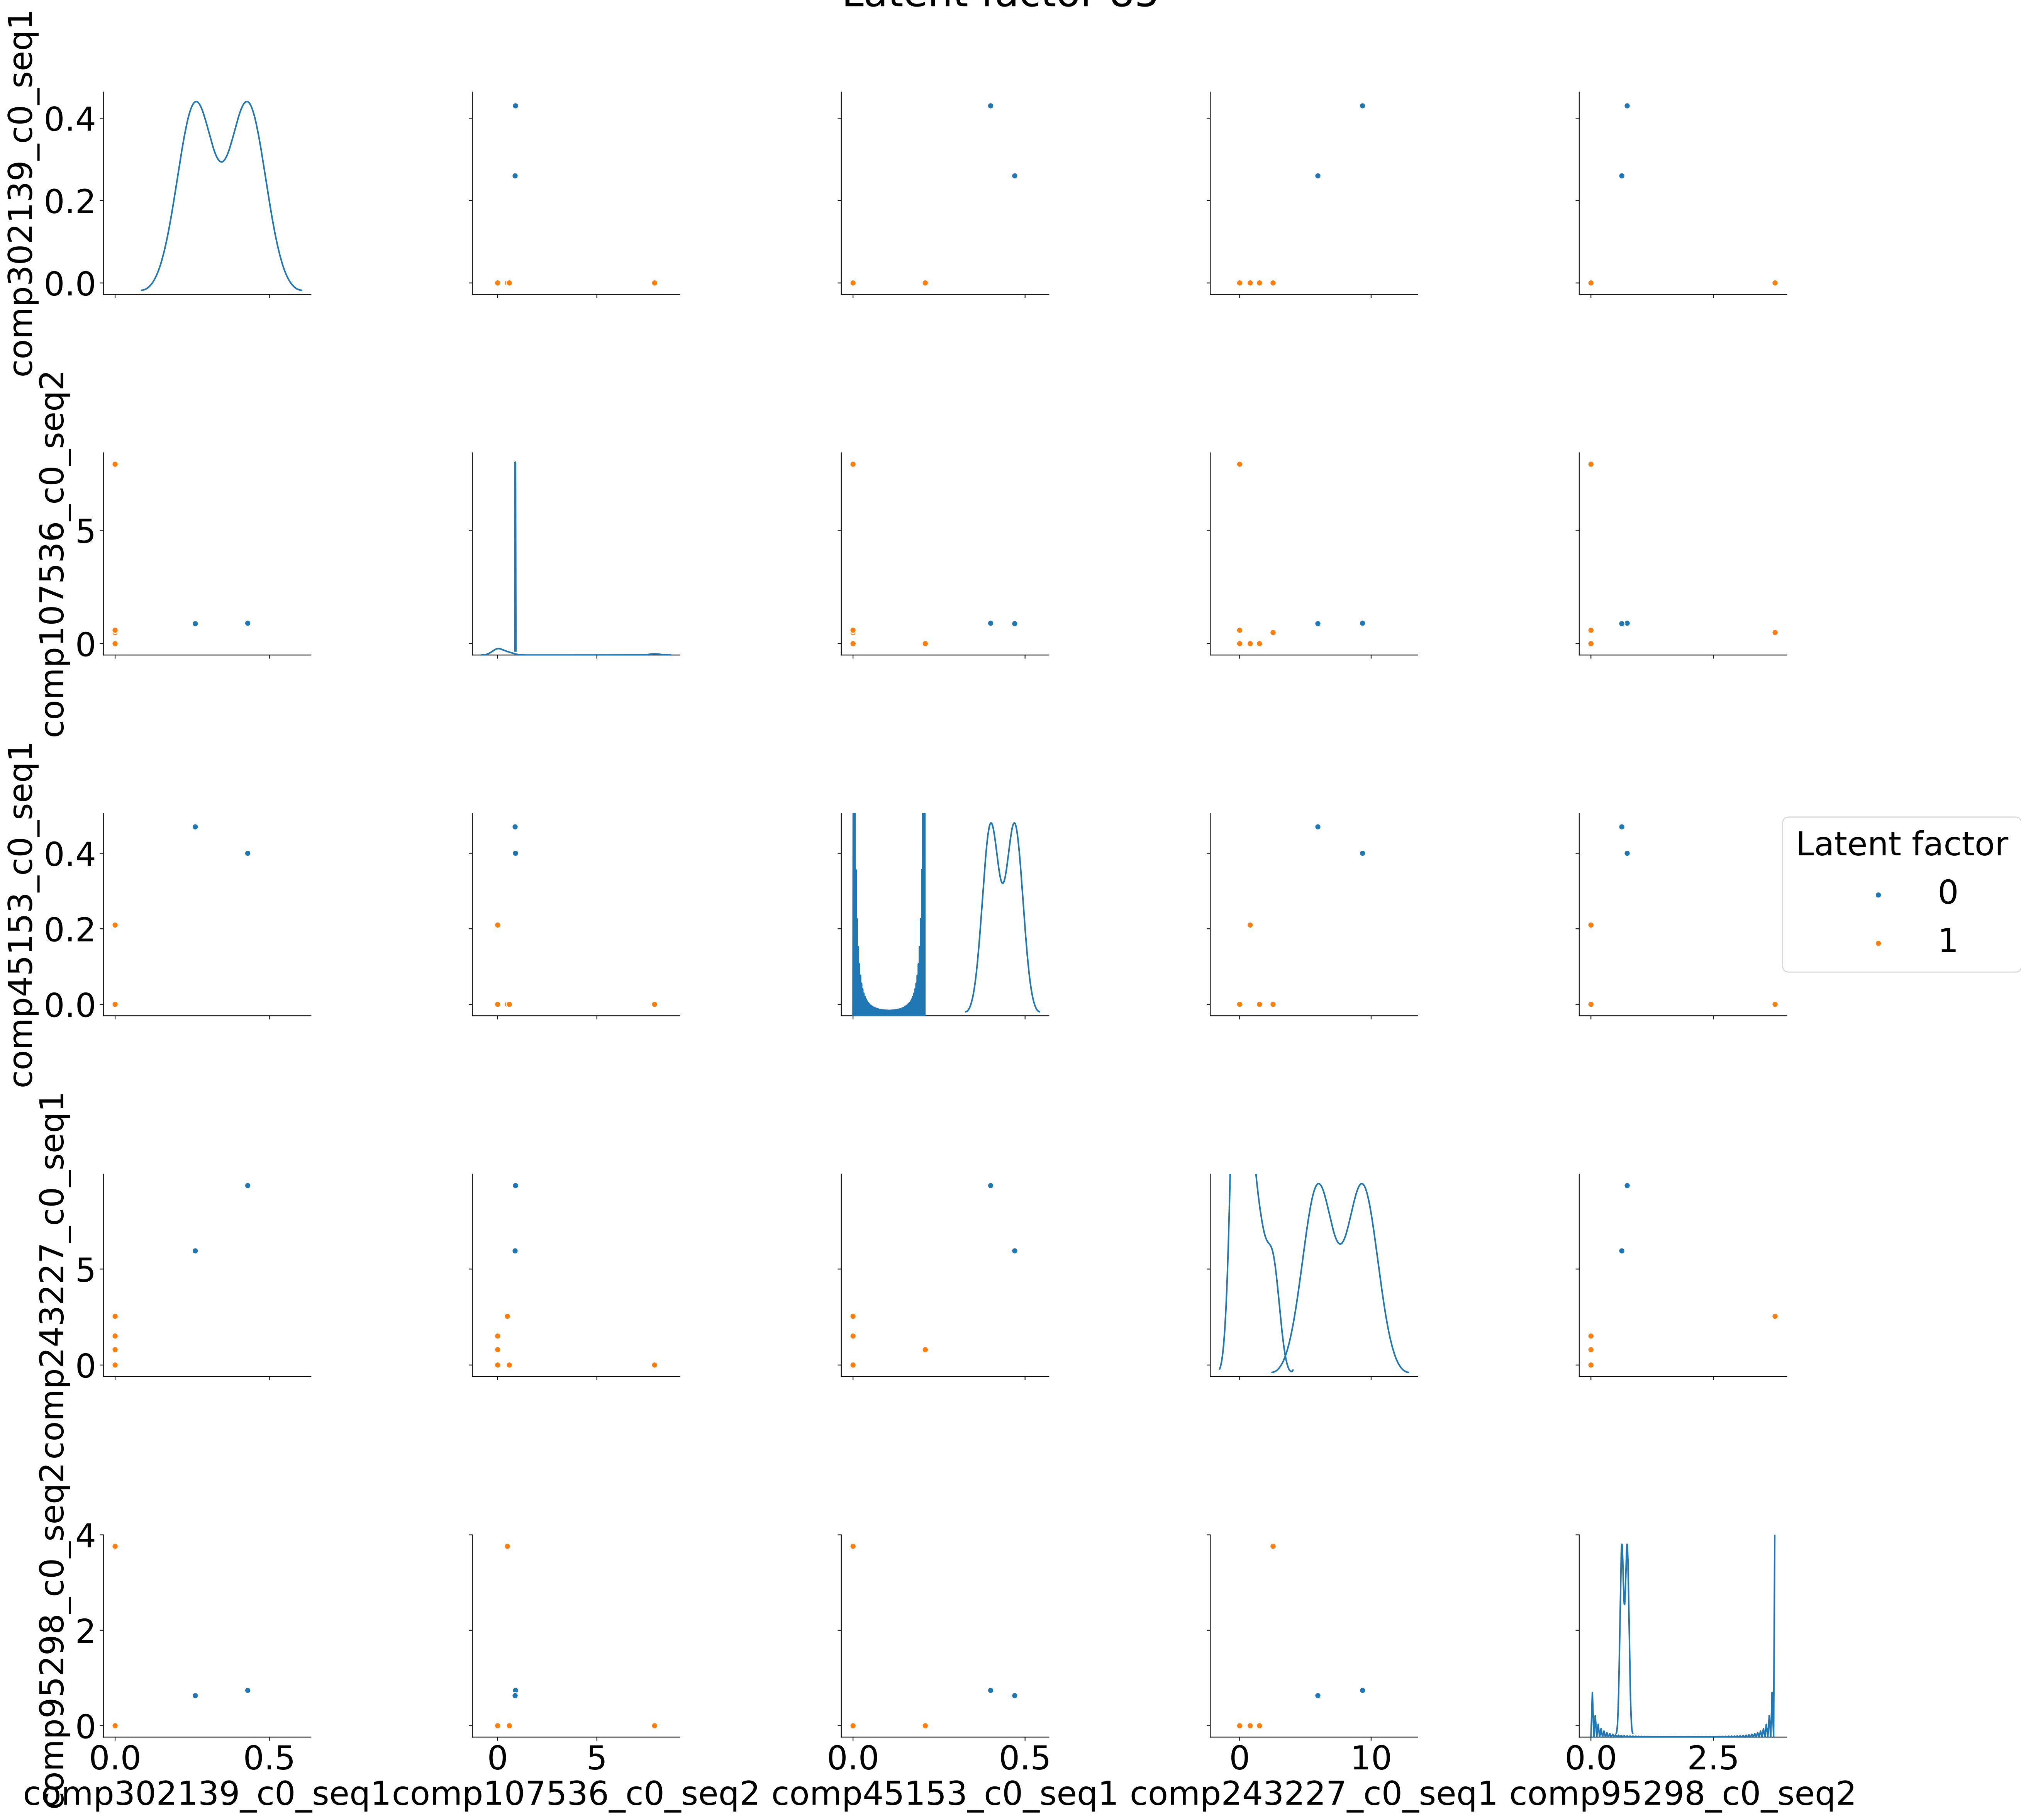 Latent factor 85
comp302139_c0_seq1
0.4
0.2
0.0
comp107536_c0_seq2
5
0
comp45153_c0_seq1
0.4
0.2
0.0
Latent factor
0
1
comp243227_c0_seq1
5
0
comp95298_c0_seq2
4
2
0
0.0 0.5 0 5 0.0 0.5 0 10 0.0 2.5
comp302139_c0_seq1 comp107536_c0_seq2 comp45153_c0_seq1 comp243227_c0_seq1 comp95298_c0_seq2